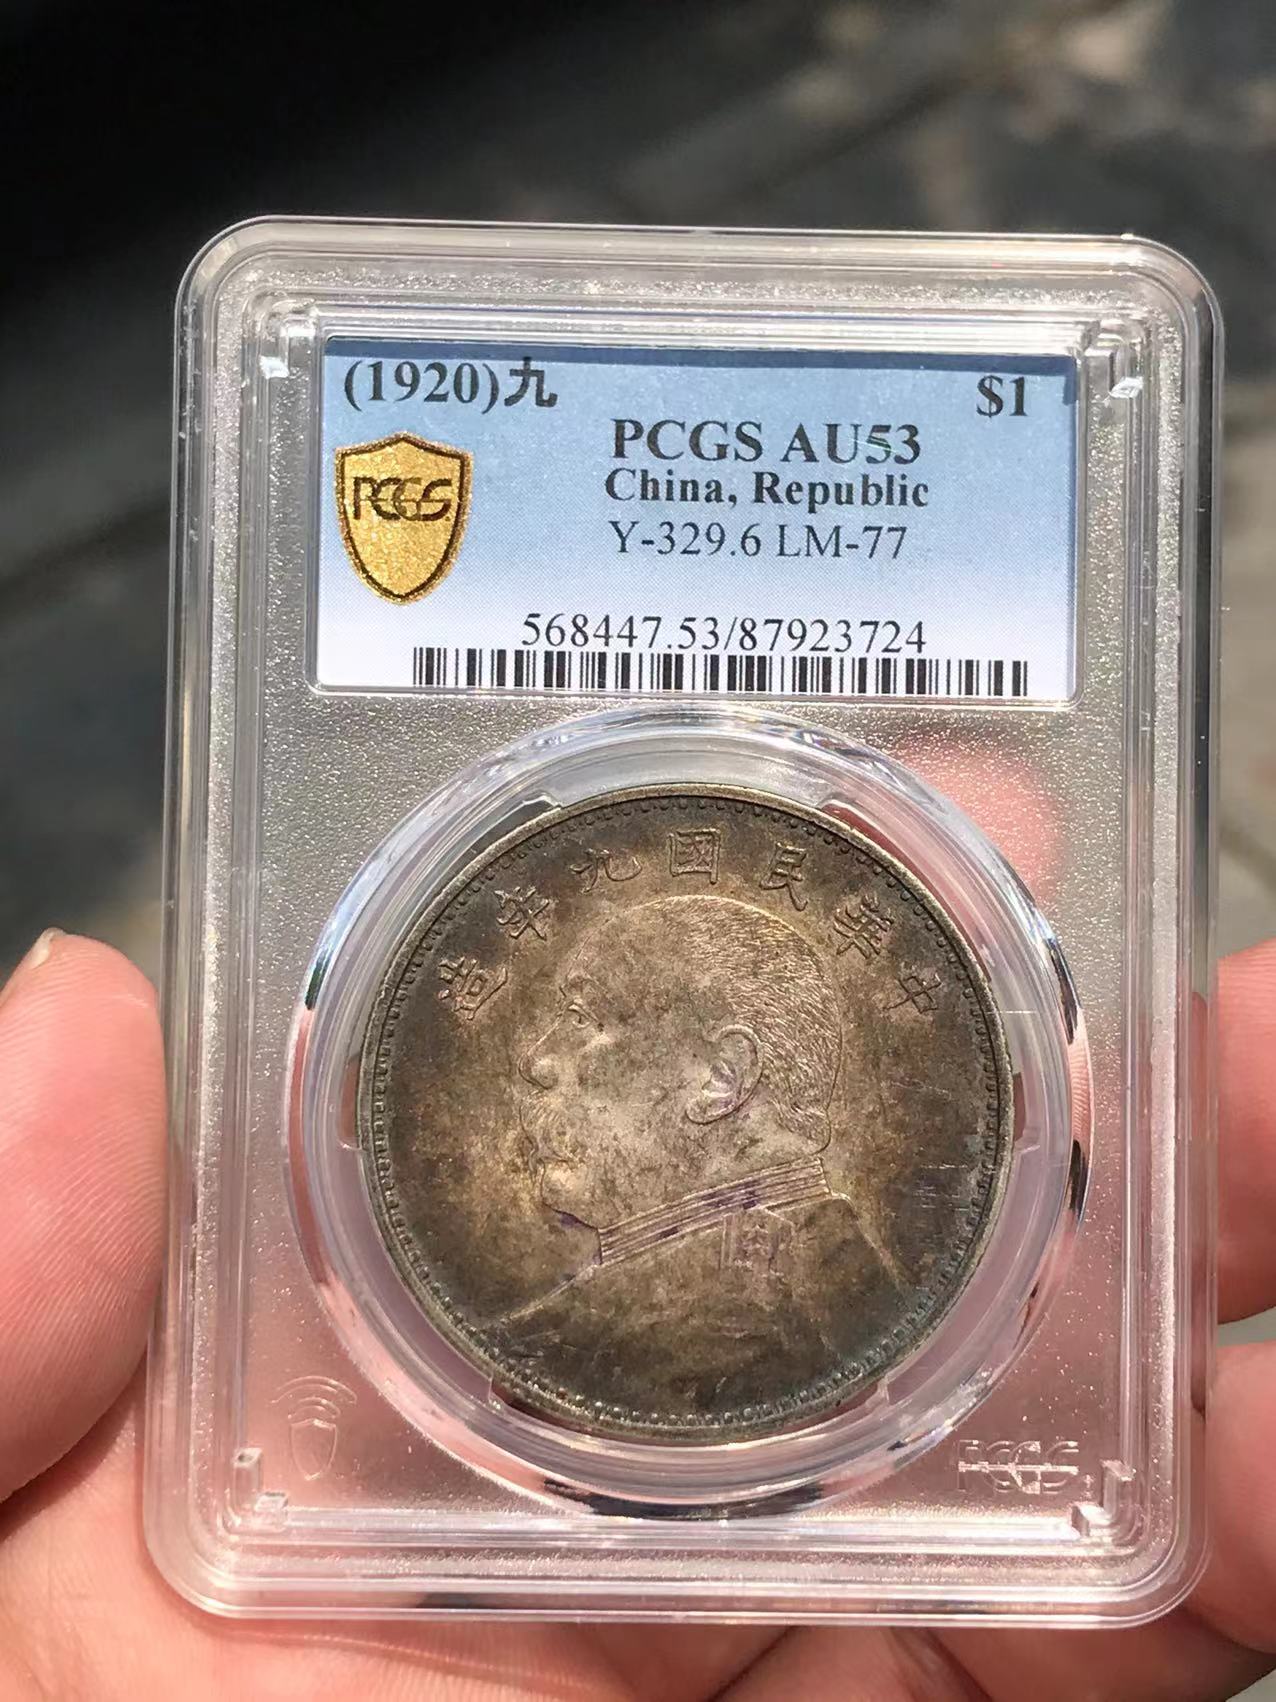 (1920)九 $1
PCGS AU53
China, Republic
Y-329.6 LM-77
PCGS
568447.53/87923724
造年九國民華中
PCGS